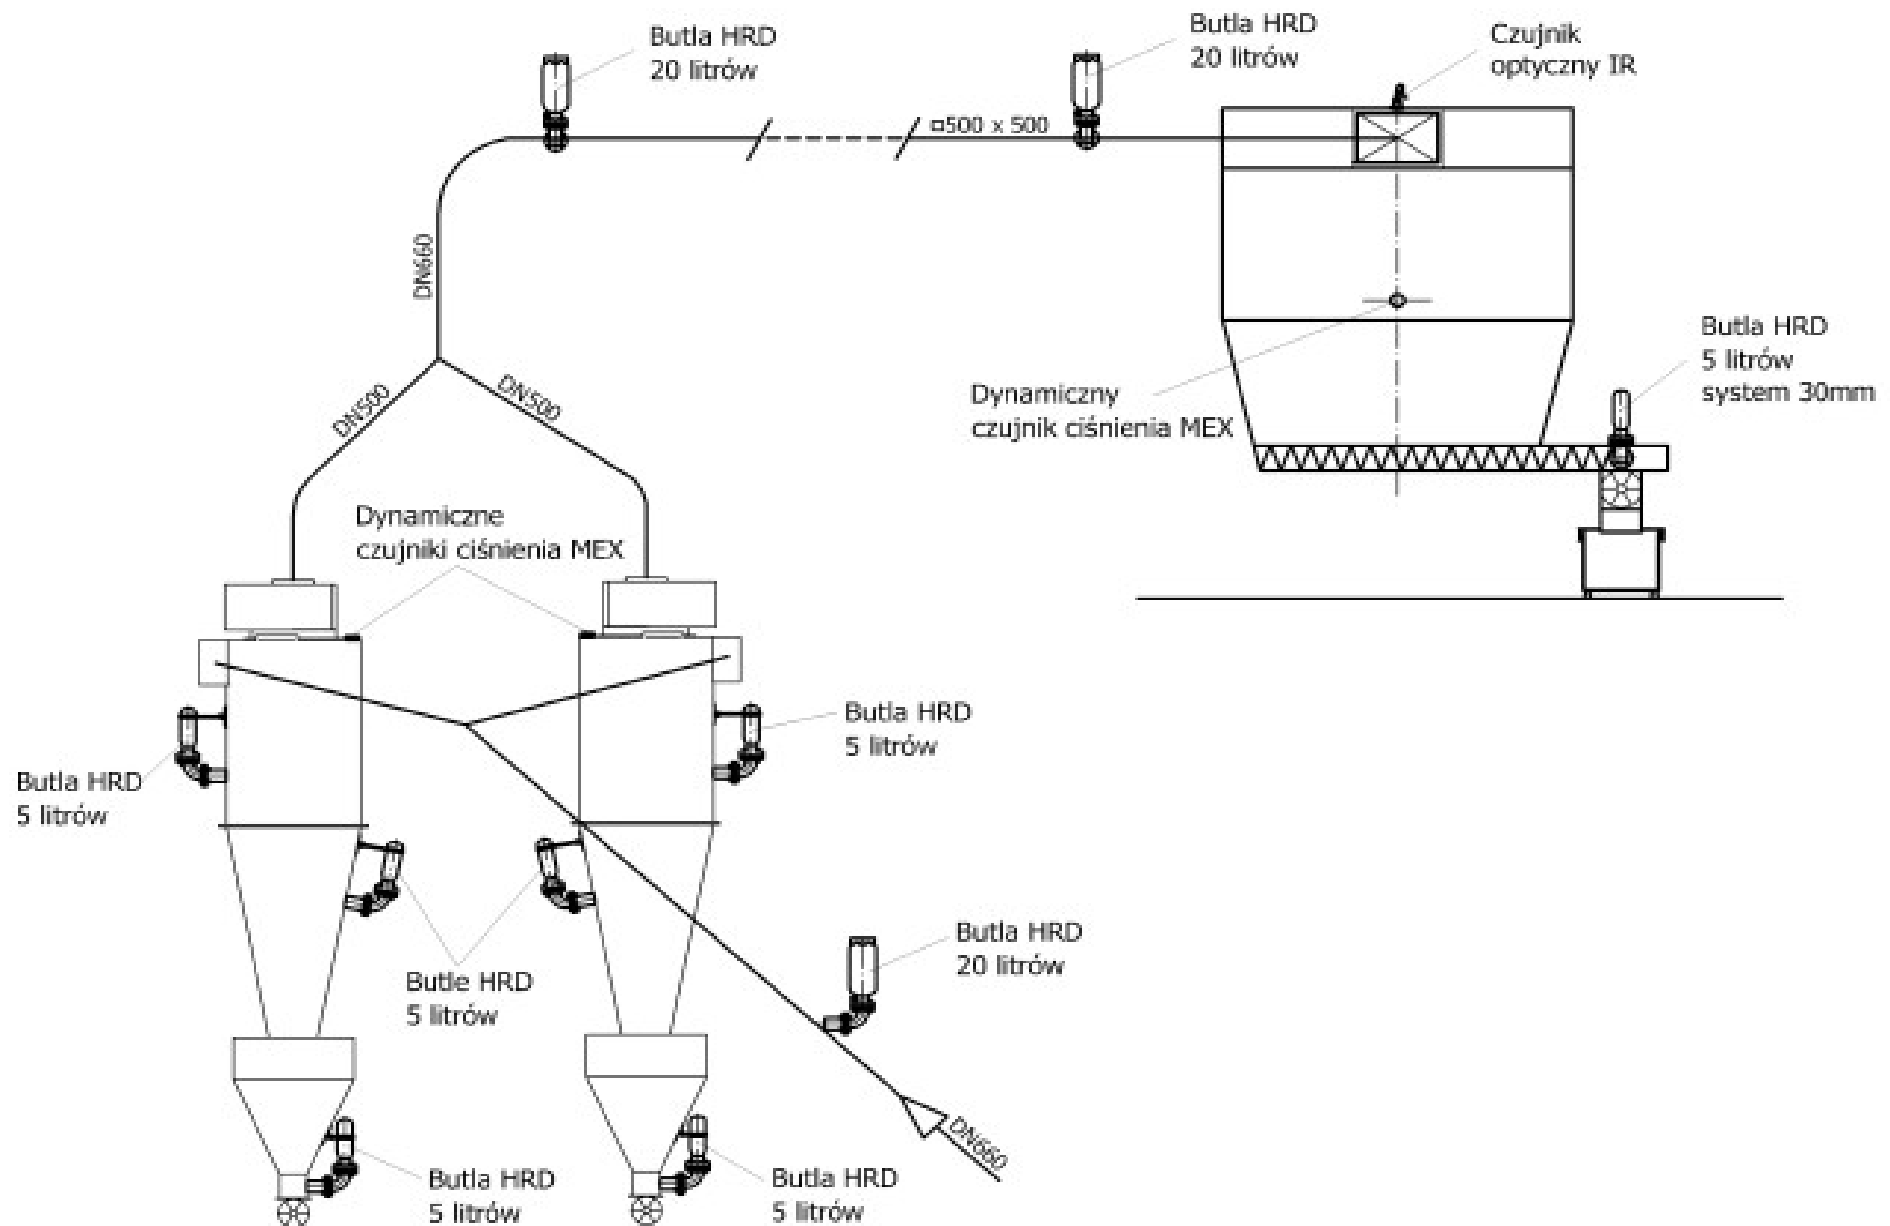 Butla HRD
20 litrów
Butla HRD
20 litrów
Czujnik
optyczny IR
¤500 x 500
DN660
Butla HRD
5 litrów
system 30mm
DN500
DN500
Dynamiczny
czujnik ciśnienia MEX
Dynamiczne
czujniki ciśnienia MEX
Butla HRD
5 litrów
Butla HRD
5 litrów
Butle HRD
5 litrów
Butla HRD
20 litrów
DN660
Butla HRD
5 litrów
Butla HRD
5 litrów